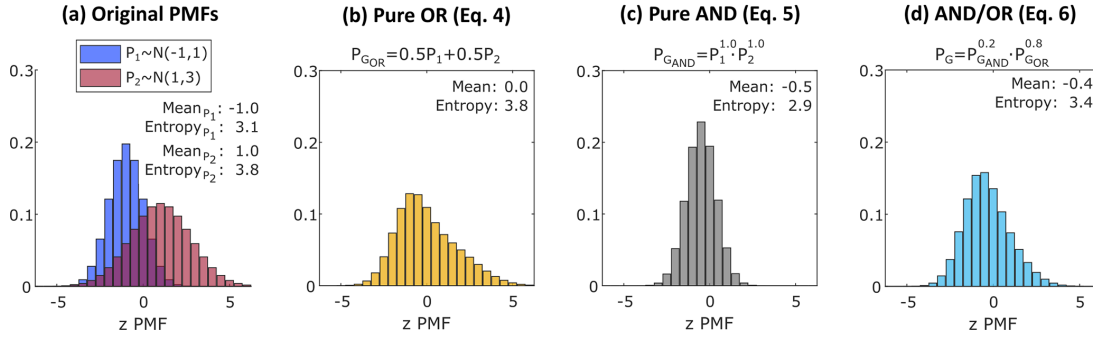 (a) Original PMFs
P₁~N(-1,1)
P₂~N(1,3)
Mean_P₁: -1.0
Entropy_P₁: 3.1
Mean_P₂: 1.0
Entropy_P₂: 3.8
0.3
0.2
0.1
0
-5 0 5
z PMF
(b) Pure OR (Eq. 4)
P_G_OR=0.5P₁+0.5P₂
Mean: 0.0
Entropy: 3.8
0.3
0.2
0.1
0
-5 0 5
z PMF
(c) Pure AND (Eq. 5)
P_G_AND=P₁^1.0·P₂^1.0
Mean: -0.5
Entropy: 2.9
0.3
0.2
0.1
0
-5 0 5
z PMF
(d) AND/OR (Eq. 6)
P_G=P_G_AND^0.2·P_G_OR^0.8
Mean: -0.4
Entropy: 3.4
0.3
0.2
0.1
0
-5 0 5
z PMF